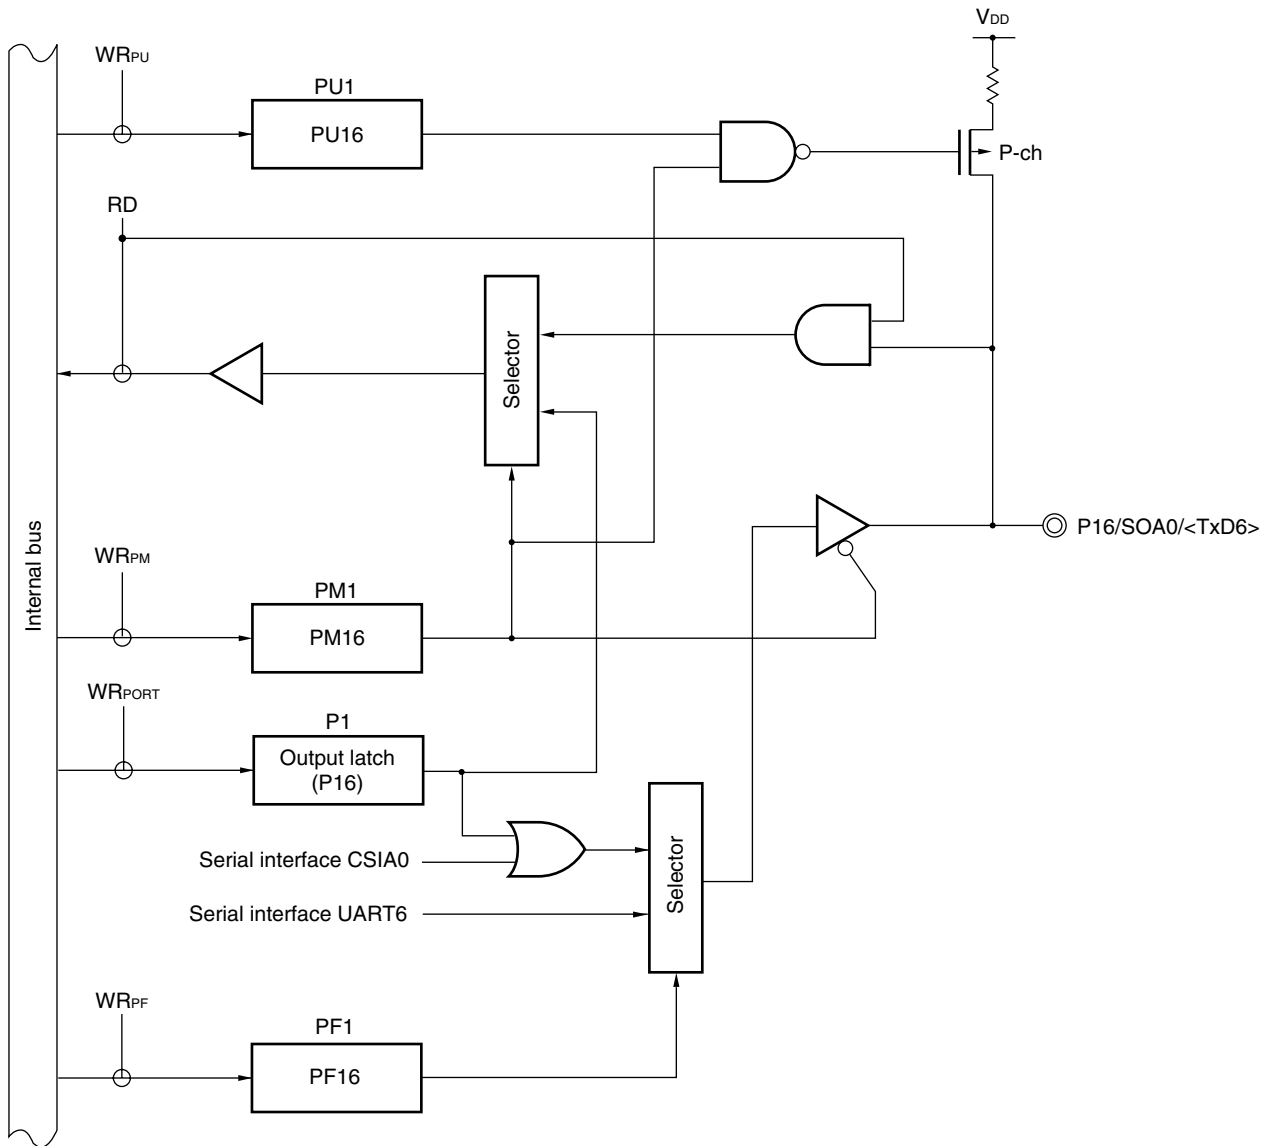 VDD
WRPU
PU1
PU16
P-ch
RD
Selector
Internal bus
P16/SOA0/<TxD6>
WRPM
PM1
PM16
WRPORT
P1
Output latch
(P16)
Serial interface CSIA0
Selector
Serial interface UART6
WRPF
PF1
PF16